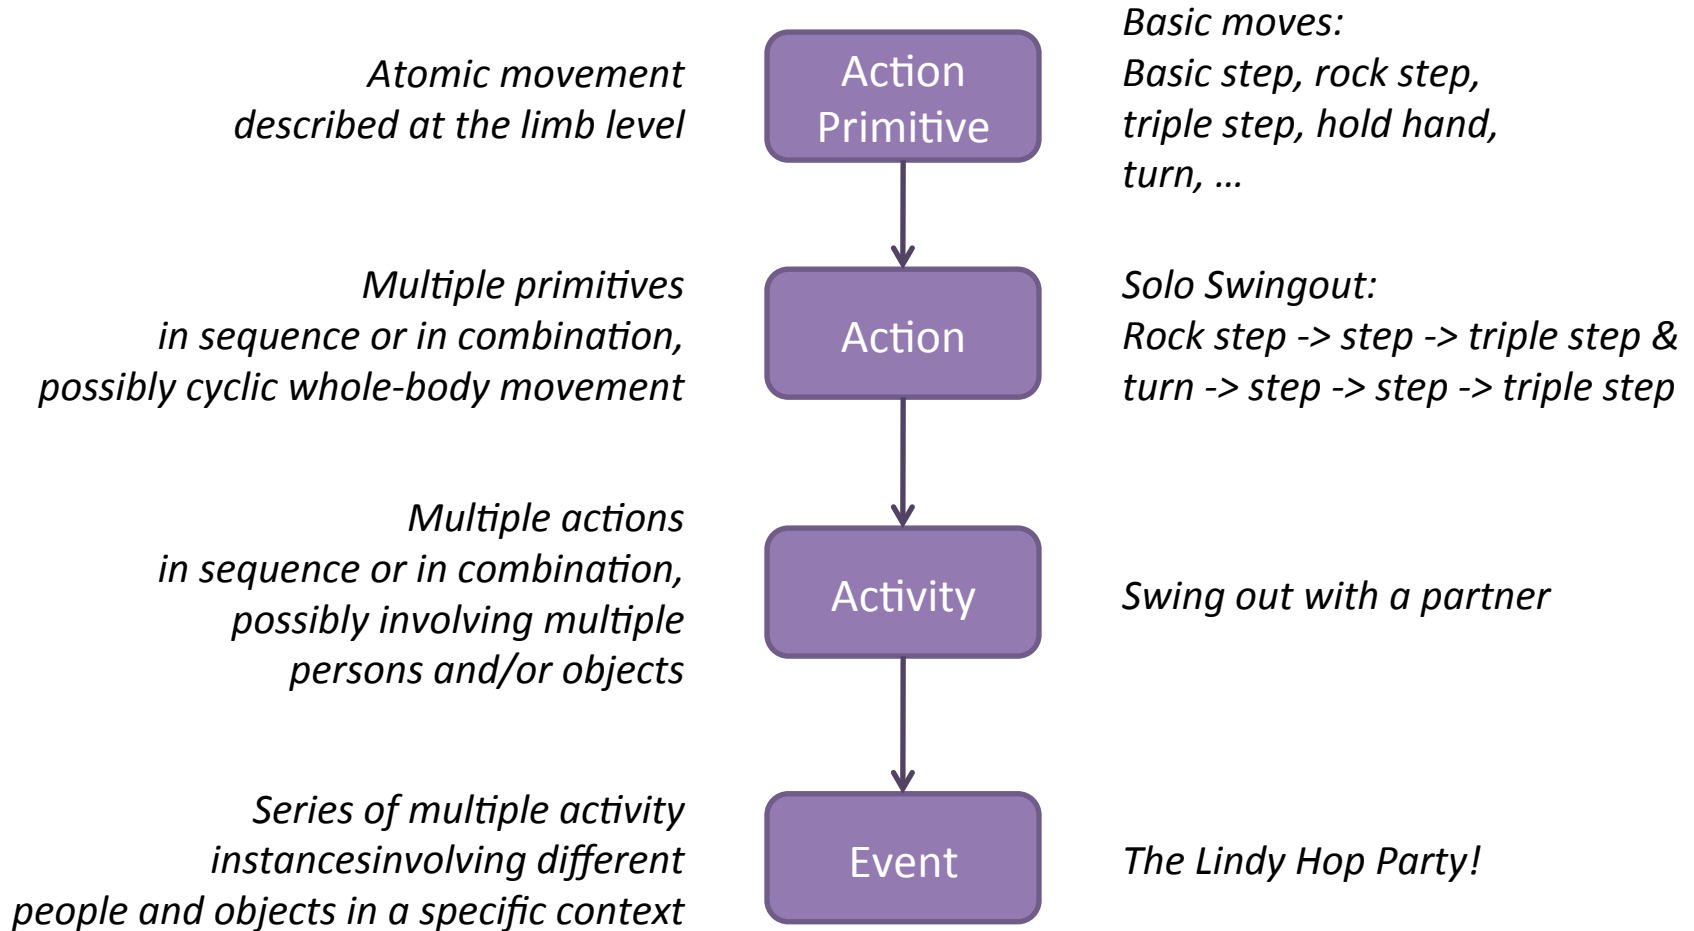 Atomic movement
described at the limb level
Action
Primitive
Basic moves:
Basic step, rock step,
triple step, hold hand,
turn, …
Multiple primitives
in sequence or in combination,
possibly cyclic whole-body movement
Action
Solo Swingout:
Rock step -> step -> triple step &
turn -> step -> step -> triple step
Multiple actions
in sequence or in combination,
possibly involving multiple
persons and/or objects
Activity
Swing out with a partner
Series of multiple activity
instancesinvolving different
people and objects in a specific context
Event
The Lindy Hop Party!